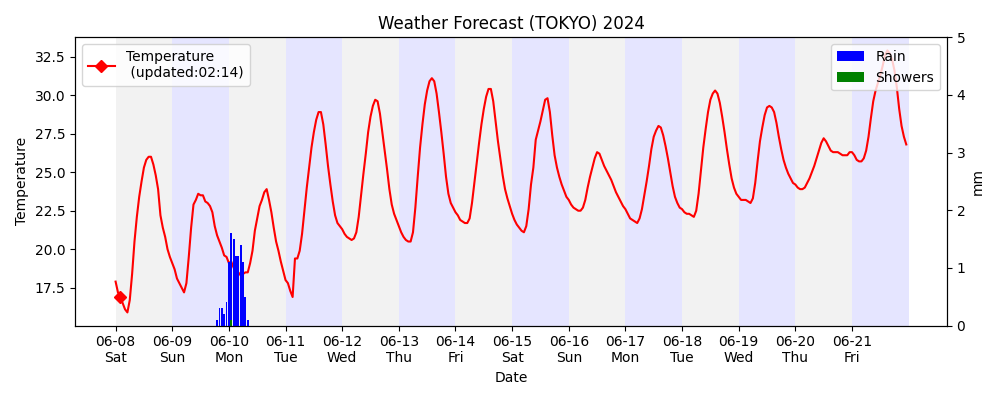 Weather Forecast (TOKYO) 2024
Temperature
(updated:02:14)
Rain
Showers
Temperature
32.5
30.0
27.5
25.0
22.5
20.0
17.5
5
4
3
2
1
0
mm
06-08 06-09 06-10 06-11 06-12 06-13 06-14 06-15 06-16 06-17 06-18 06-19 06-20 06-21
Sat Sun Mon Tue Wed Thu Fri Sat Sun Mon Tue Wed Thu Fri
Date